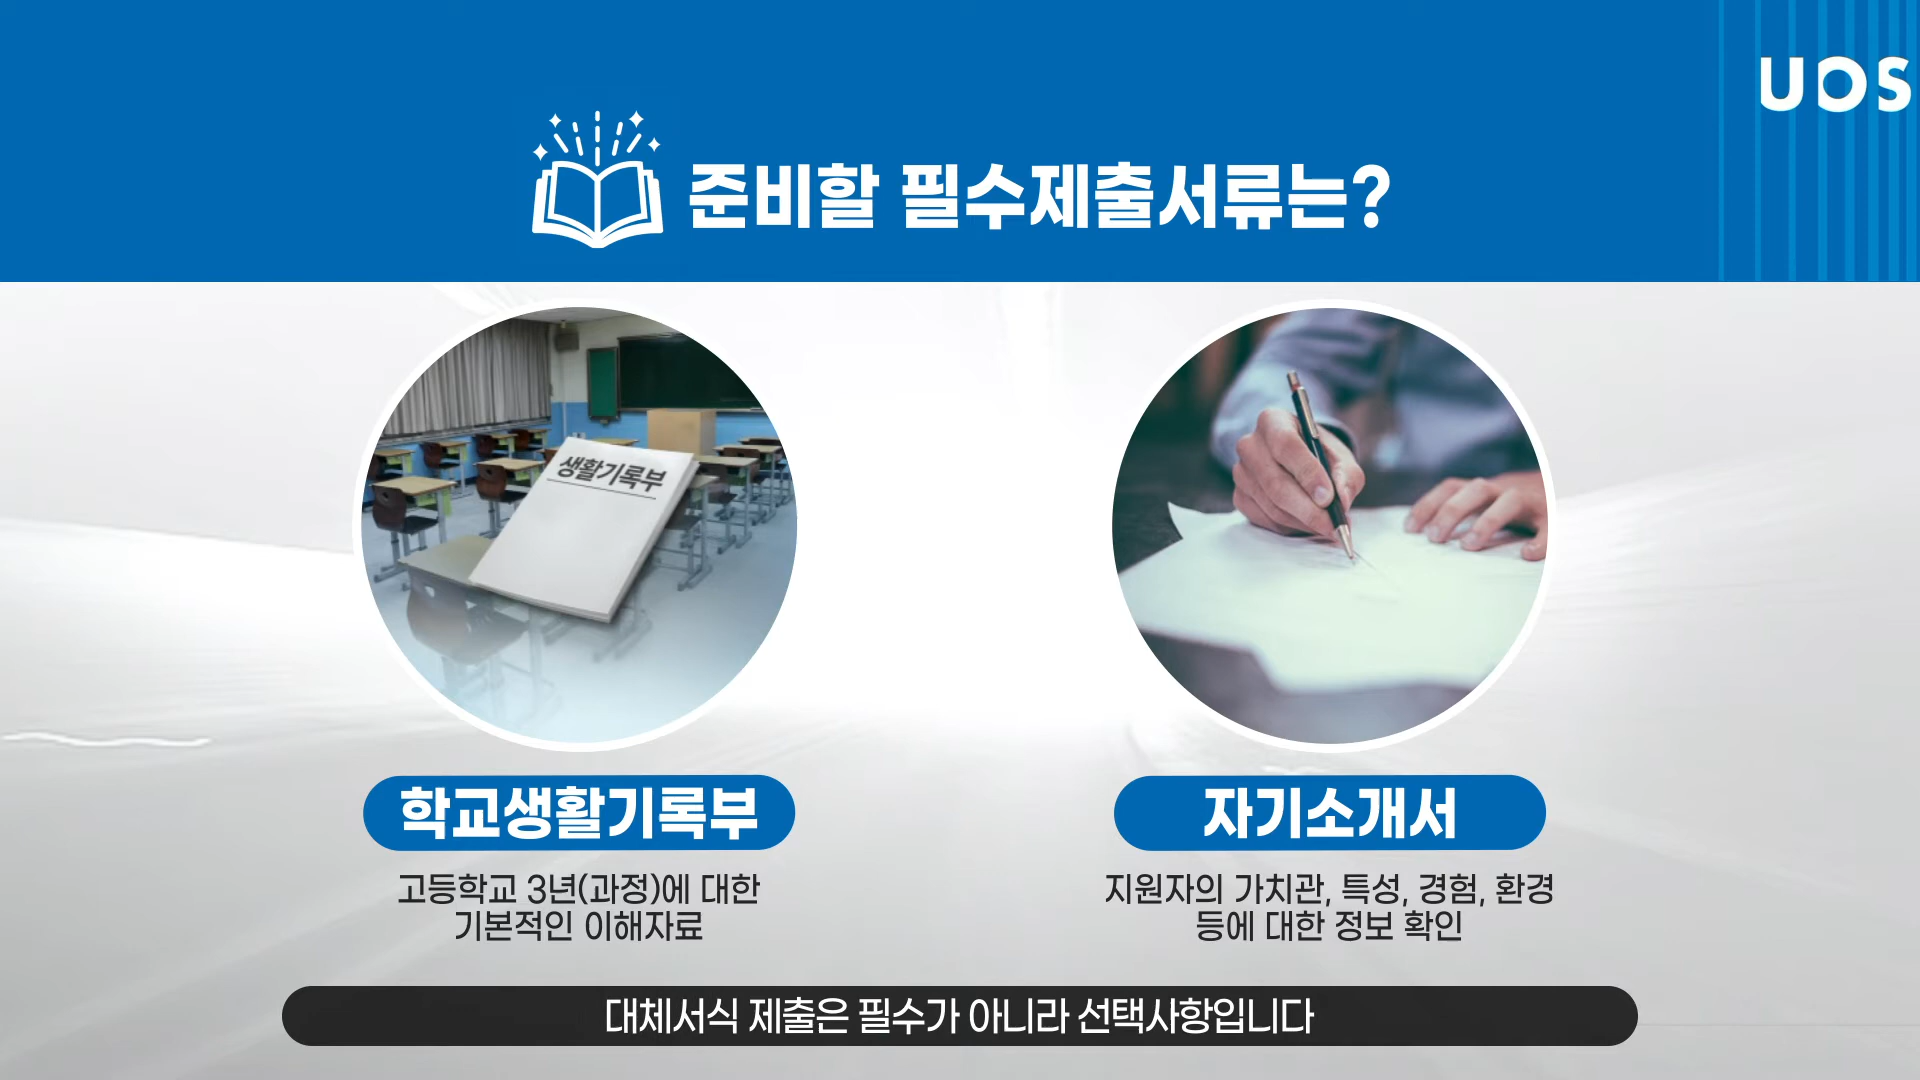 UOS
준비할 필수제출서류는?
생활기록부
학교생활기록부
고등학교 3년(과정)에 대한
기본적인 이해자료
자기소개서
지원자의 가치관, 특성, 경험, 환경
등에 대한 정보 확인
대체서식 제출은 필수가 아니라 선택사항입니다